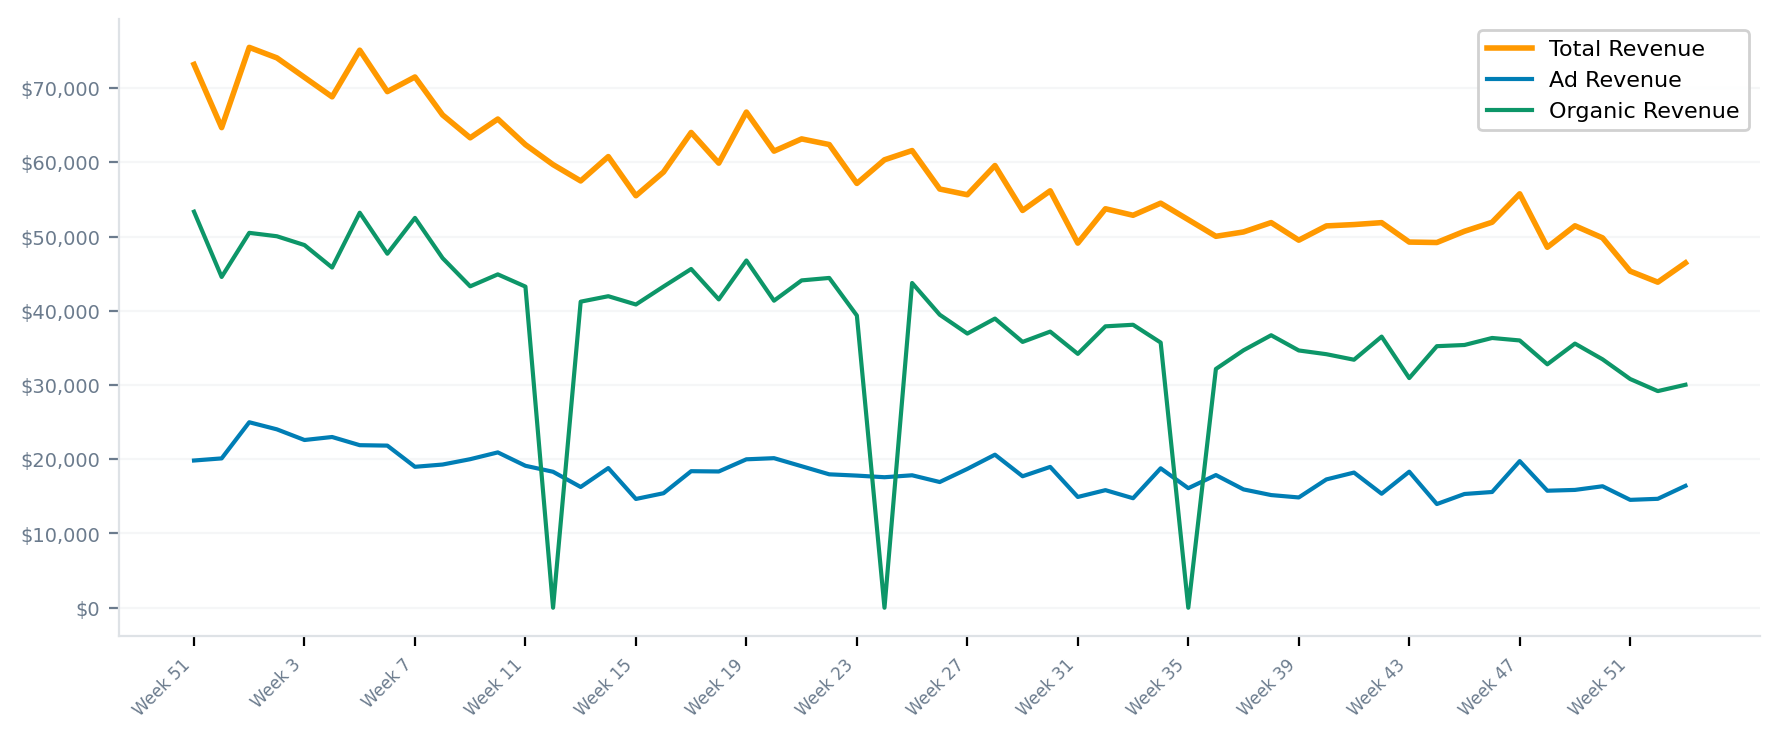 Total Revenue
Ad Revenue
Organic Revenue
$70,000
$60,000
$50,000
$40,000
$30,000
$20,000
$10,000
$0
Week 51
Week 3
Week 7
Week 11
Week 15
Week 19
Week 23
Week 27
Week 31
Week 35
Week 39
Week 43
Week 47
Week 51